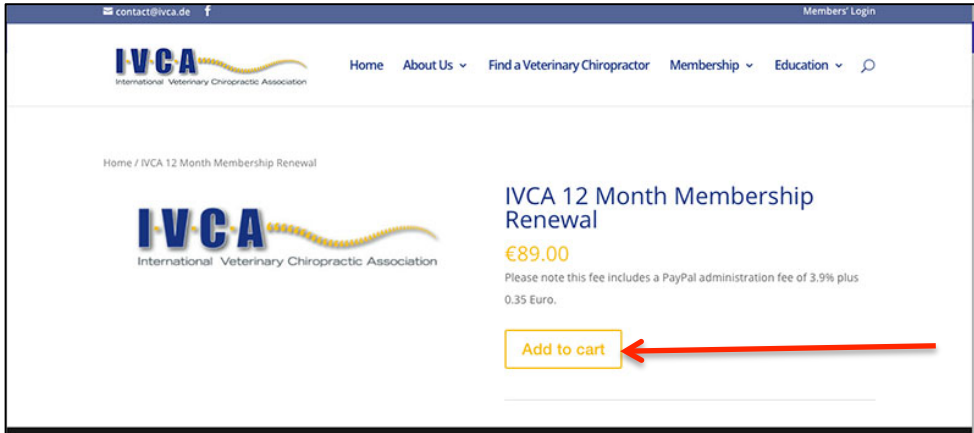 contact@ivca.de f Members' Login
I·V·C·A
International Veterinary Chiropractic Association
Home About Us Find a Veterinary Chiropractor Membership Education
Home / IVCA 12 Month Membership Renewal
I·V·C·A
International Veterinary Chiropractic Association
IVCA 12 Month Membership
Renewal
€89.00
Please note this fee includes a PayPal administration fee of 3.9% plus
0.35 Euro.
Add to cart